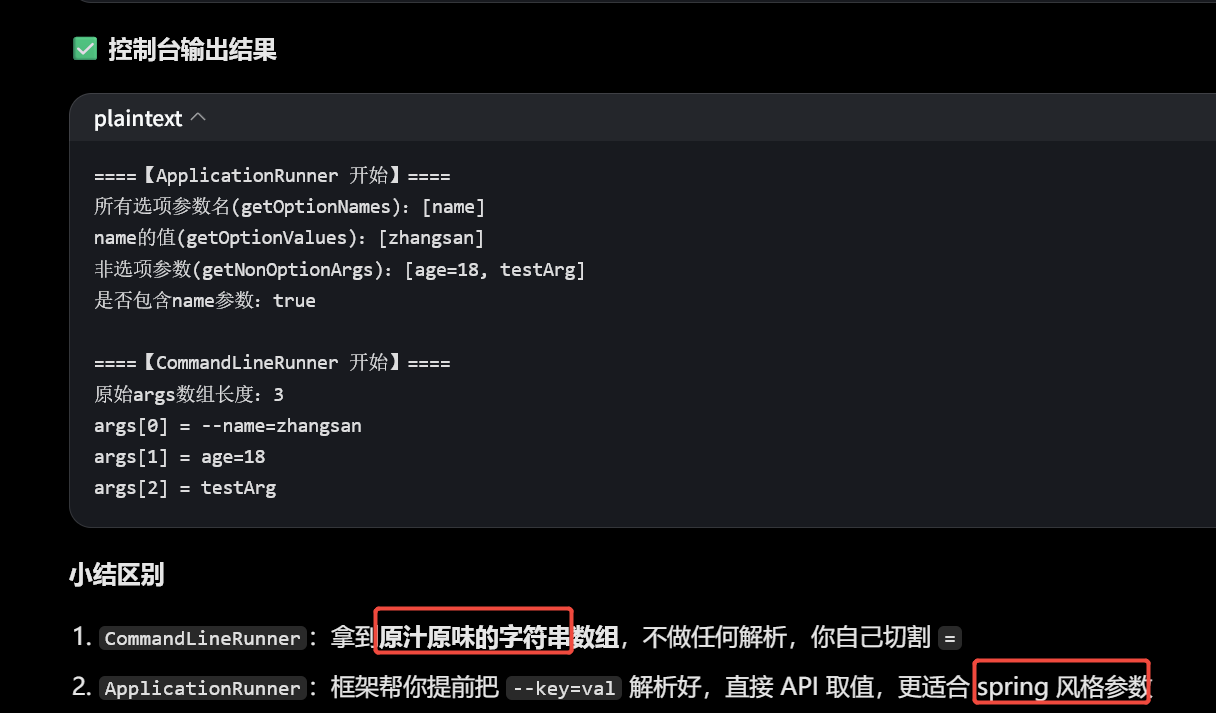 ✅ 控制台输出结果
plaintext
====【ApplicationRunner 开始】====
所有选项参数名(getOptionNames)：[name]
name的值(getOptionValues)：[zhangsan]
非选项参数(getNonOptionArgs)：[age=18, testArg]
是否包含name参数：true
====【CommandLineRunner 开始】====
原始args数组长度：3
args[0] = --name=zhangsan
args[1] = age=18
args[2] = testArg
小结区别
1. CommandLineRunner：拿到原汁原味的字符串数组，不做任何解析，你自己切割 =
2. ApplicationRunner：框架帮你提前把 --key=val 解析好，直接 API 取值，更适合 spring 风格参数